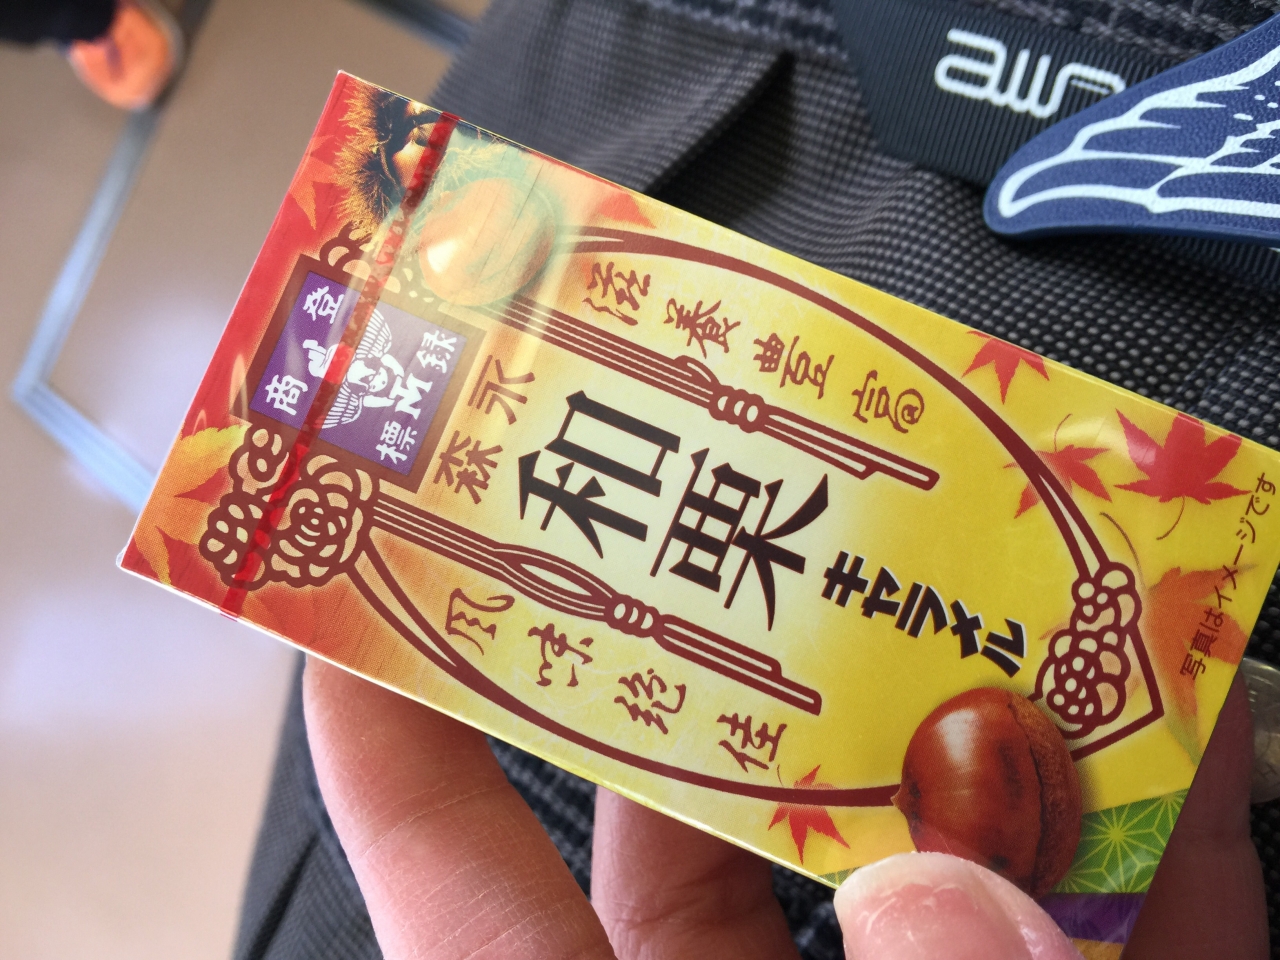 登録
商標
M
森永
和栗
キャラメル
滋養豊富
風味絶佳
写真はイメージです